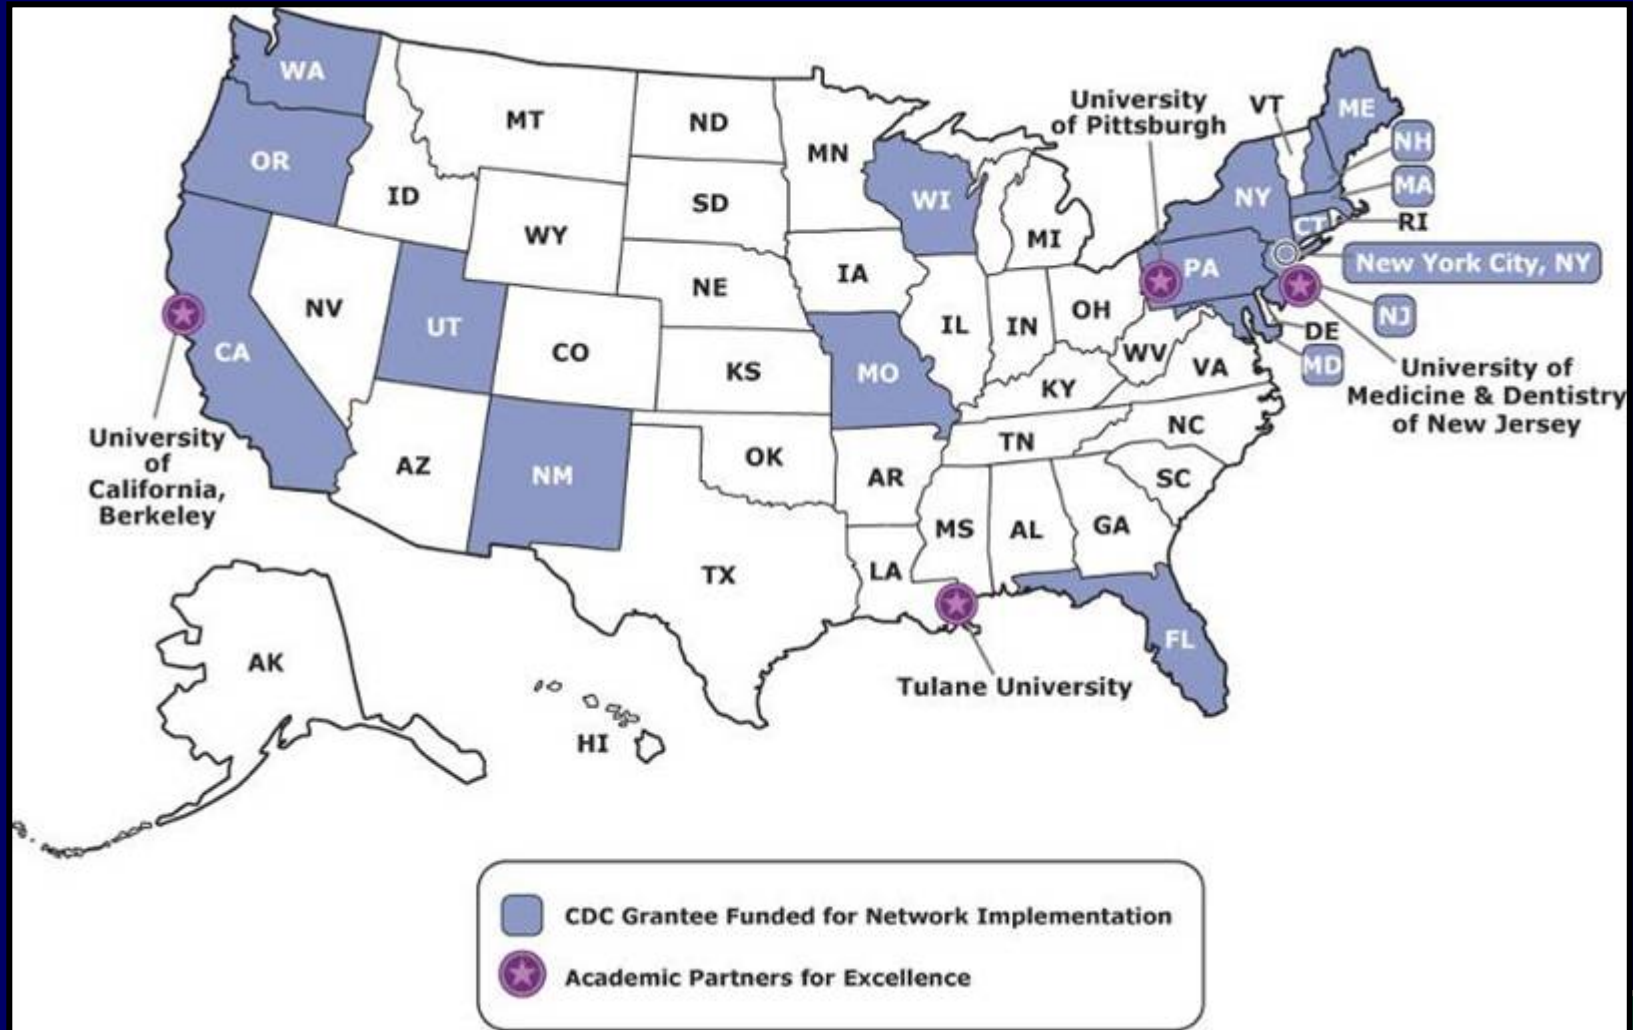 WA
MT
ND
MN
University
of Pittsburgh
VT
ME
NH
OR
ID
SD
WI
NY
MA
WY
MI
CT
RI
NV
UT
NE
IA
PA
New York City, NY
CA
CO
KS
MO
IL
IN
OH
WV
VA
KY
NJ
DE
MD
University of
Medicine & Dentistry
of New Jersey
University
of
California,
Berkeley
AZ
NM
OK
AR
TN
NC
SC
MS
AL
GA
TX
LA
FL
Tulane University
AK
HI
CDC Grantee Funded for Network Implementation
Academic Partners for Excellence